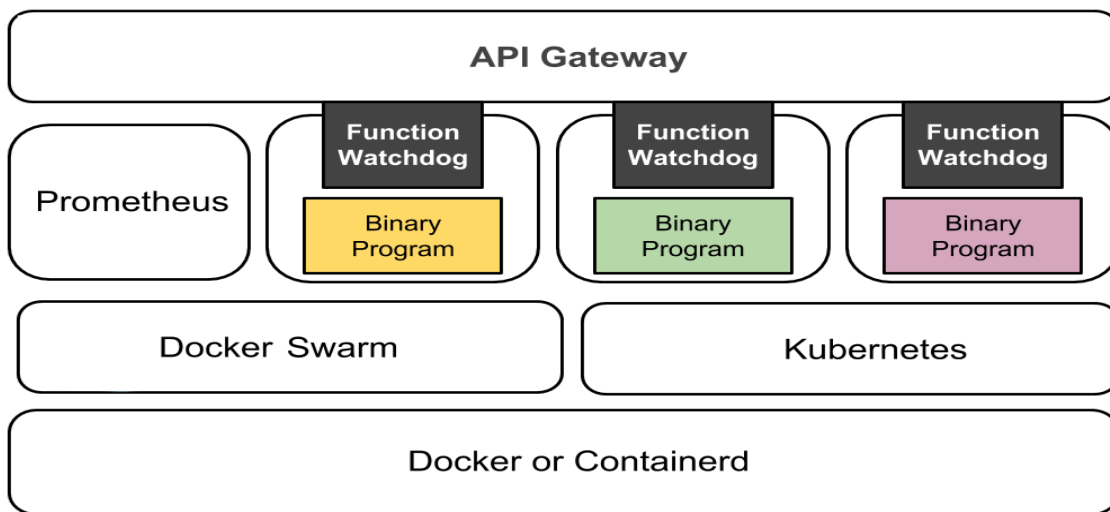 API Gateway
Function
Watchdog
Function
Watchdog
Function
Watchdog
Prometheus
Binary
Program
Binary
Program
Binary
Program
Docker Swarm
Kubernetes
Docker or Containerd